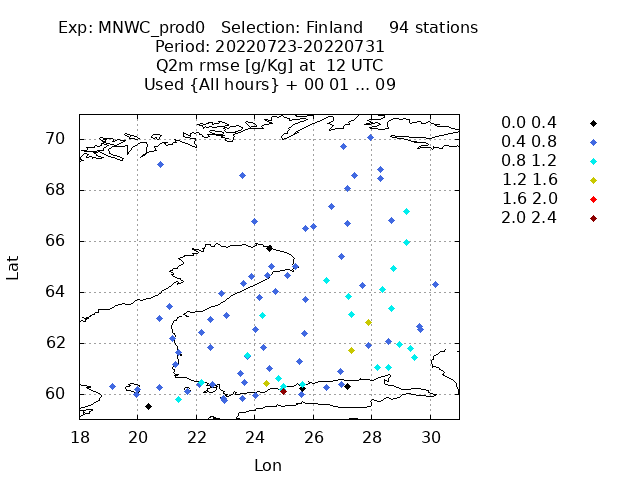 Exp: MNWC_prod0   Selection: Finland     94 stations
Period: 20220723-20220731
Q2m rmse [g/Kg] at  12 UTC
Used {All hours} + 00 01 ... 09
0.0 0.4
0.4 0.8
0.8 1.2
1.2 1.6
1.6 2.0
2.0 2.4
70
68
66
64
62
60
Lat
18 20 22 24 26 28 30
Lon